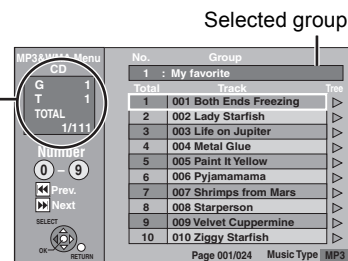 Selected group
MP3&WMA Menu
CD
G 1
T 1
TOTAL
1/111
Number
0 – 9
Prev.
Next
SELECT
OK
RETURN
No. Group
1 : My favorite
Total Track Tree
1 001 Both Ends Freezing
2 002 Lady Starfish
3 003 Life on Jupiter
4 004 Metal Glue
5 005 Paint It Yellow
6 006 Pyjamamama
7 007 Shrimps from Mars
8 008 Starperson
9 009 Velvet Cuppermine
10 010 Ziggy Starfish
Page 001/024 Music Type MP3